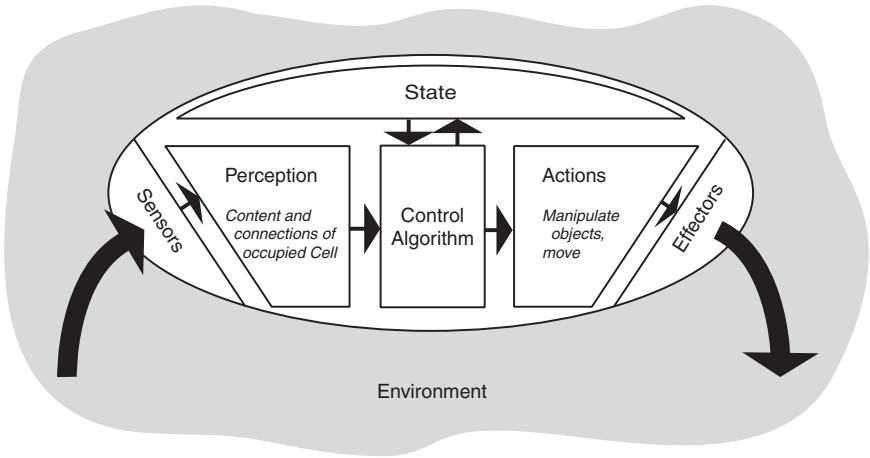 State
Sensors
Perception
Content and
connections of
occupied Cell
Control
Algorithm
Actions
Manipulate
objects,
move
Effectors
Environment